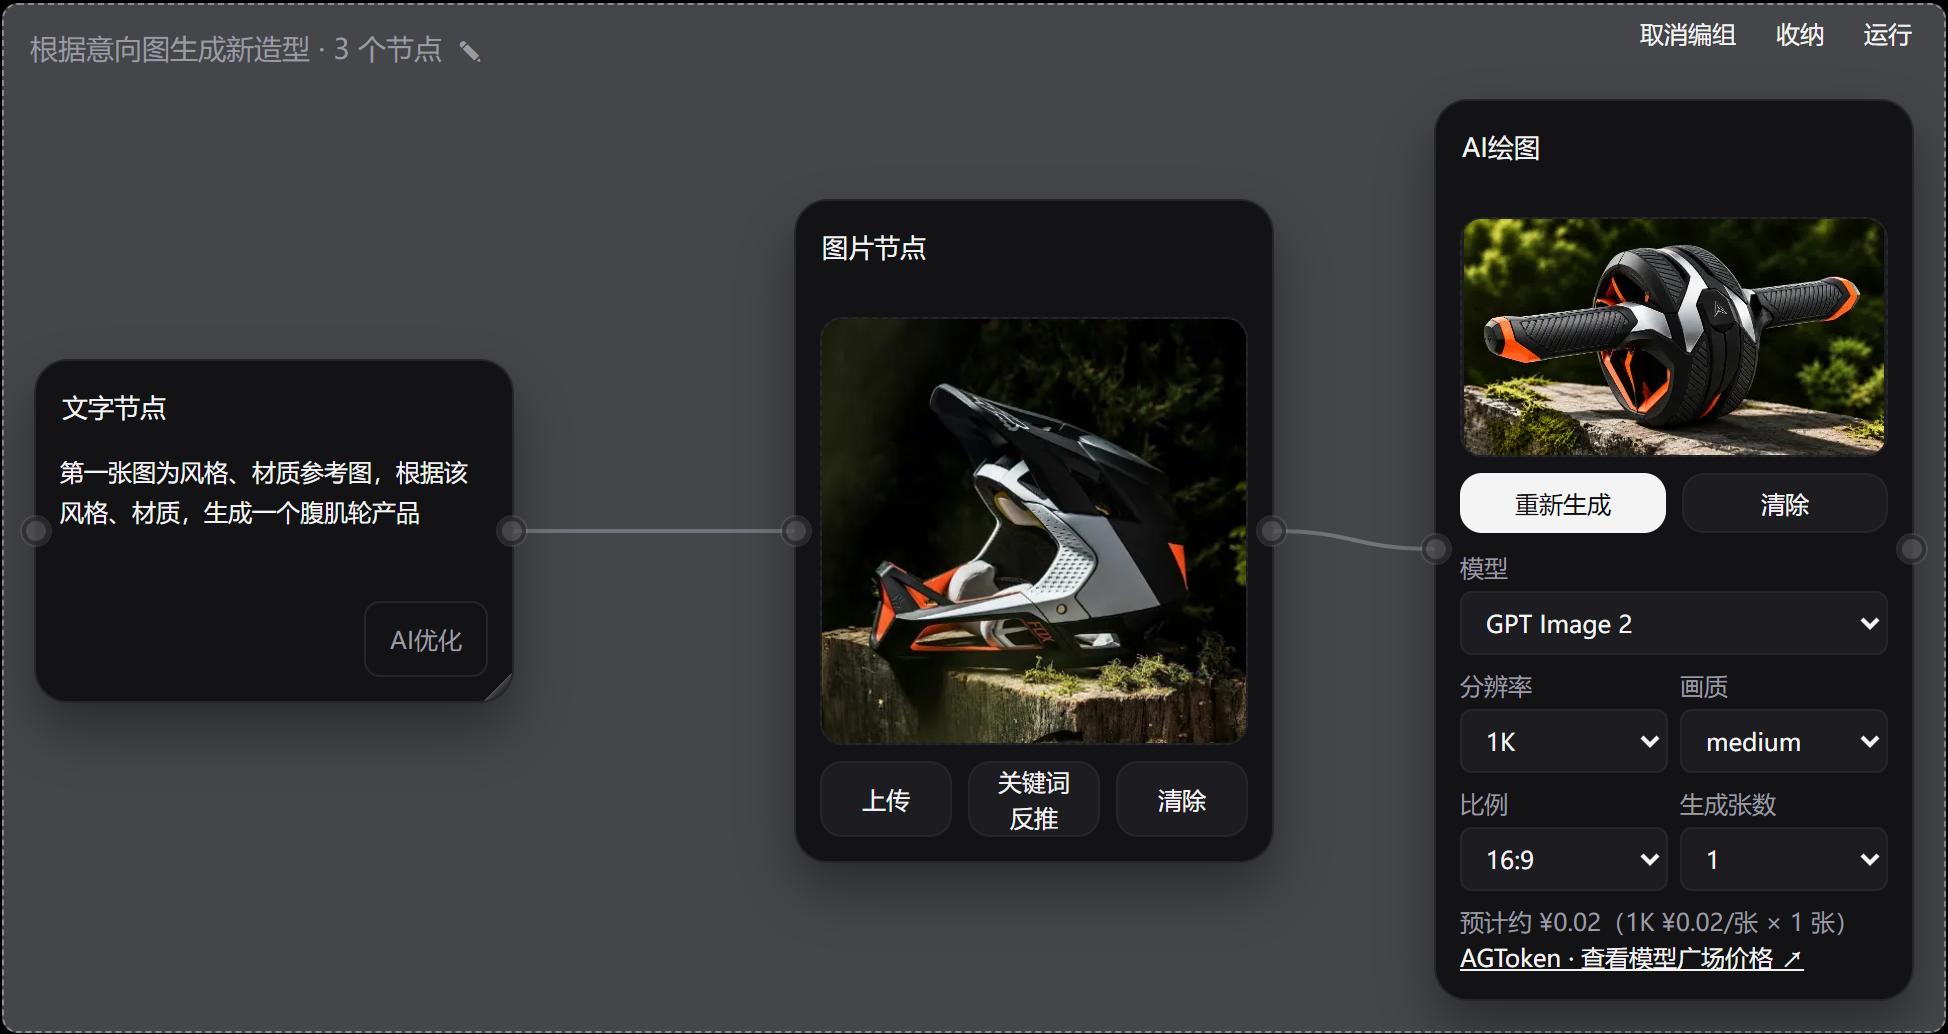 根据意向图生成新造型 · 3 个节点
取消编组 收纳 运行
文字节点
第一张图为风格、材质参考图，根据该
风格、材质，生成一个腹肌轮产品
AI优化
图片节点
FOX
上传
关键词
反推
清除
AI绘图
重新生成
清除
模型
GPT Image 2
分辨率
画质
1K
medium
比例
生成张数
16:9
1
预计约 ¥0.02（1K ¥0.02/张 × 1 张）
AGToken · 查看模型广场价格 ↗